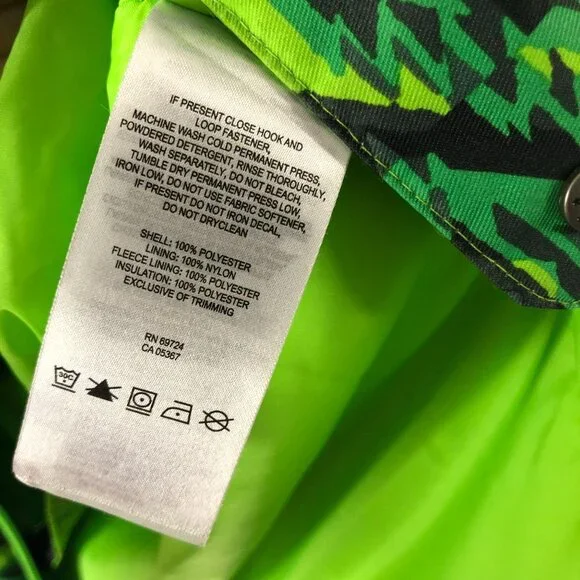 IF PRESENT CLOSE HOOK AND
LOOP FASTENER,
MACHINE WASH COLD PERMANENT PRESS,
POWDERED DETERGENT, RINSE THOROUGHLY,
WASH SEPARATELY, DO NOT BLEACH,
TUMBLE DRY PERMANENT PRESS LOW,
IRON LOW, DO NOT USE FABRIC SOFTENER,
IF PRESENT DO NOT IRON DECAL,
DO NOT DRYCLEAN
SHELL: 100% POLYESTER
LINING: 100% NYLON
FLEECE LINING: 100% POLYESTER
INSULATION: 100% POLYESTER
EXCLUSIVE OF TRIMMING
RN 69724
CA 05367
30C